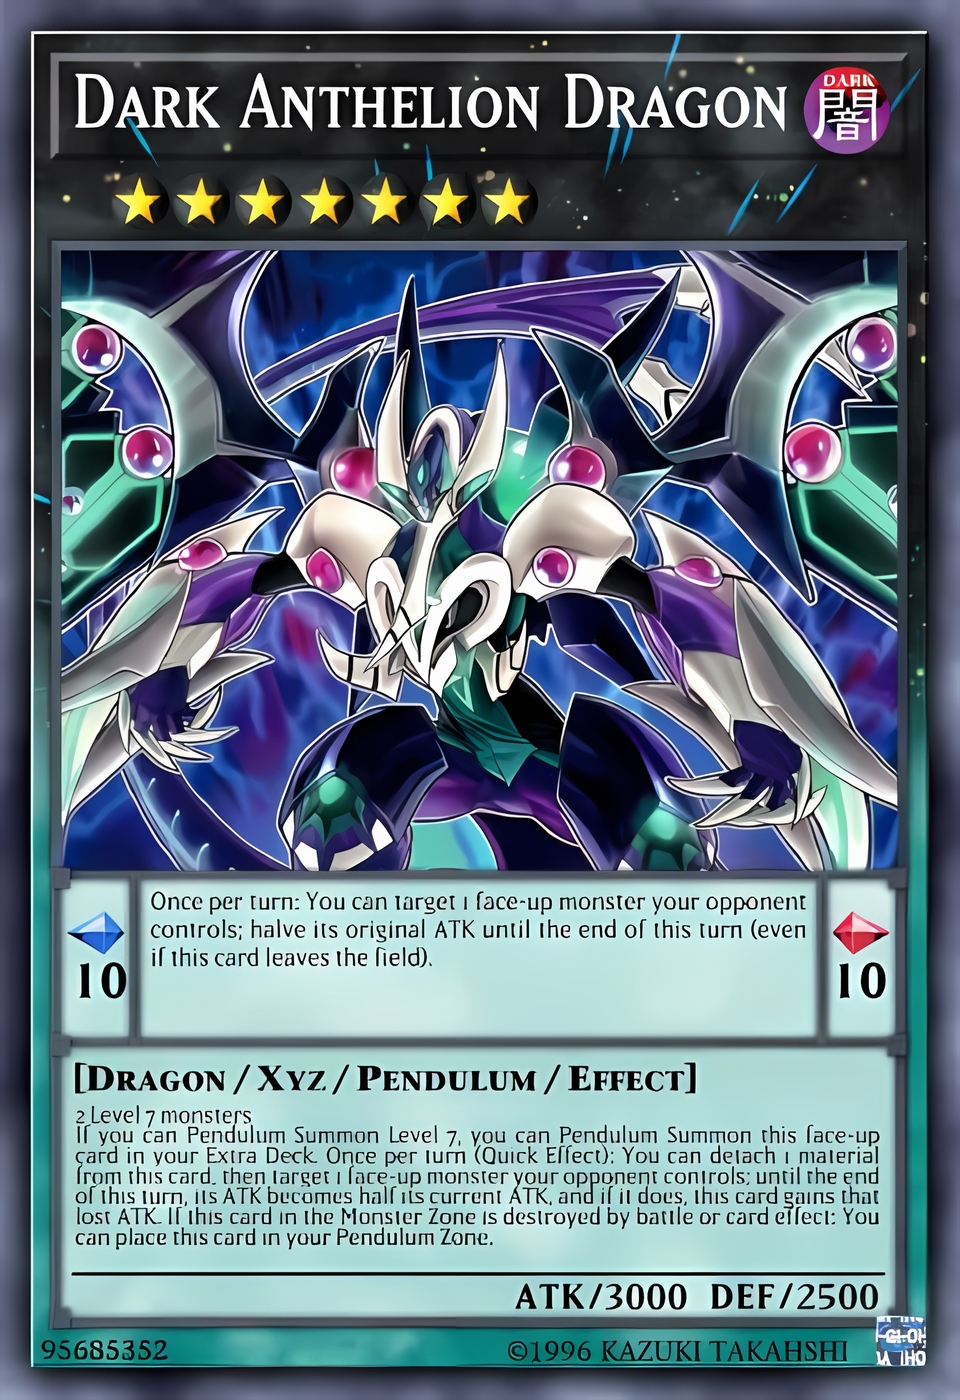 DARK ANTHELION DRAGON
DARK
闇
Once per turn: You can target 1 face-up monster your opponent
controls; halve its original ATK until the end of this turn (even
if this card leaves the field).
10
10
[DRAGON / XYZ / PENDULUM / EFFECT]
2 Level 7 monsters
If you can Pendulum Summon Level 7, you can Pendulum Summon this face-up
card in your Extra Deck. Once per turn (Quick Effect): You can detach 1 material
from this card, then target 1 face-up monster your opponent controls; until the end
of this turn, its ATK becomes half its current ATK, and if it does, this card gains that
lost ATK. If this card in the Monster Zone is destroyed by battle or card effect: You
can place this card in your Pendulum Zone.
ATK/3000 DEF/2500
95685352
©1996 KAZUKI TAKAHSHI